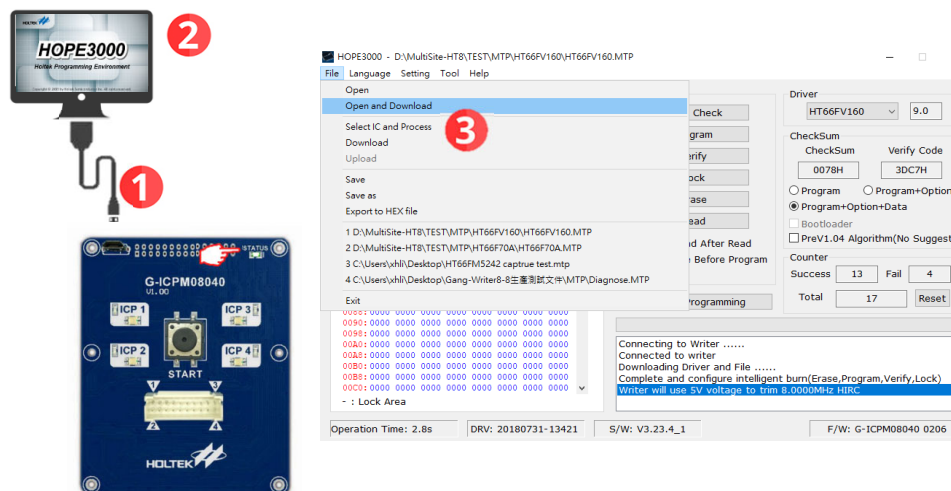 HOLTEK
HOPE3000
Holtek Programming Environment
2
1
STATUS
G-ICPM08040
V1.00
ICP 1
ICP 3
ICP 2
ICP 4
START
1
3
2
4
HOLTEK
HOPE3000 - D:\MultiSite-HT8\TEST\MTP\HT66FV160\HT66FV160.MTP
File Language Setting Tool Help
Open
Open and Download
3
Select IC and Process
Download
Upload
Save
Save as
Export to HEX file
1 D:\MultiSite-HT8\TEST\MTP\HT66FV160\HT66FV160.MTP
2 D:\MultiSite-HT8\TEST\MTP\HT66F70A\HT66F70A.MTP
3 C:\Users\xhli\Desktop\HT66FM5242 captrue test.mtp
4 C:\Users\xhli\Desktop\Gang-Writer8-8生產測試文件\MTP\Diagnose.MTP
Exit
Check
gram
erify
ock
ase
ead
d After Read
Before Program
Programming
Driver
HT66FV160
9.0
CheckSum
CheckSum Verify Code
0078H 3DC7H
Program Program+Option
Program+Option+Data
Bootloader
PreV1.04 Algorithm(No Suggest
Counter
Success 13 Fail 4
Total 17 Reset
0088: 0000 0000 0000 0000 0000 0000 0000 0000
0090: 0000 0000 0000 0000 0000 0000 0000 0000
0098: 0000 0000 0000 0000 0000 0000 0000 0000
00A0: 0000 0000 0000 0000 0000 0000 0000 0000
00A8: 0000 0000 0000 0000 0000 0000 0000 0000
00B0: 0000 0000 0000 0000 0000 0000 0000 0000
00B8: 0000 0000 0000 0000 0000 0000 0000 0000
00C0: 0000 0000 0000 0000 0000 0000 0000 0000
- : Lock Area
Connecting to Writer ......
Connected to writer
Downloading Driver and File ......
Complete and configure intelligent burn(Erase,Program,Verify,Lock)
Writer will use 5V voltage to trim 8.0000MHz HIRC
Operation Time: 2.8s DRV: 20180731-13421 S/W: V3.23.4_1 F/W: G-ICPM08040 0206